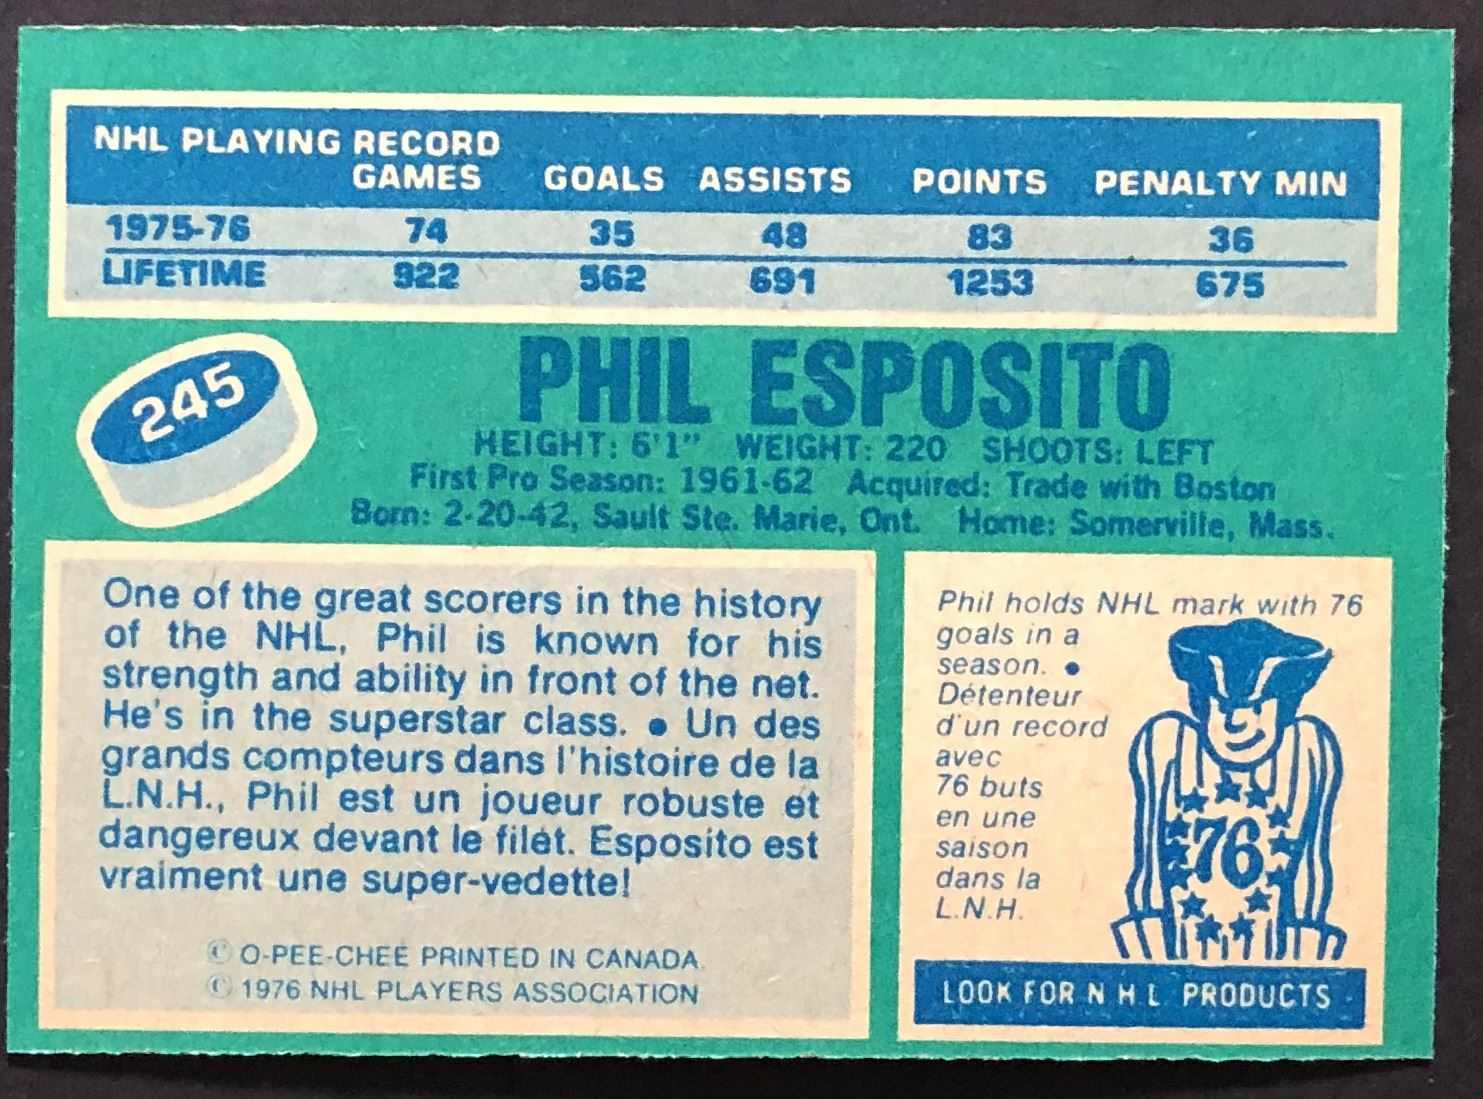 NHL PLAYING RECORD
GAMES GOALS ASSISTS POINTS PENALTY MIN
1975-76 74 35 48 83 36
LIFETIME 922 562 691 1253 675
245
PHIL ESPOSITO
HEIGHT: 6'1" WEIGHT: 220 SHOOTS: LEFT
First Pro Season: 1961-62 Acquired: Trade with Boston
Born: 2-20-42, Sault Ste. Marie, Ont. Home: Somerville, Mass.
One of the great scorers in the history
of the NHL, Phil is known for his
strength and ability in front of the net.
He's in the superstar class. • Un des
grands compteurs dans l'histoire de la
L.N.H., Phil est un joueur robuste et
dangereux devant le filet. Esposito est
vraiment une super-vedette!
© O-PEE-CHEE PRINTED IN CANADA
© 1976 NHL PLAYERS ASSOCIATION
Phil holds NHL mark with 76
goals in a
season. •
Détenteur
d'un record
avec
76 buts
en une
saison
dans la
L.N.H.
76
LOOK FOR N H L PRODUCTS